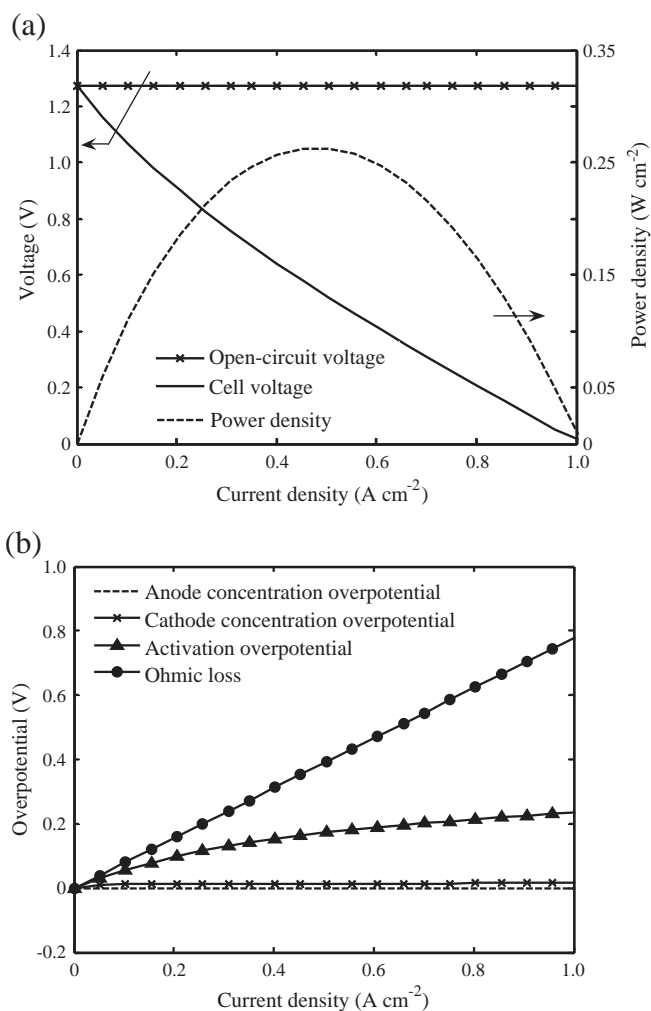 (a)
1.4
1.2
1.0
0.8
0.6
0.4
0.2
0
Voltage (V)
0.35
0.25
0.15
0.05
0
Power density (W cm-2)
Open-circuit voltage
Cell voltage
Power density
0
0.2
0.4
0.6
0.8
1.0
Current density (A cm-2)
(b)
1.0
0.8
0.6
0.4
0.2
0
-0.2
Overpotential (V)
Anode concentration overpotential
Cathode concentration overpotential
Activation overpotential
Ohmic loss
0
0.2
0.4
0.6
0.8
1.0
Current density (A cm-2)